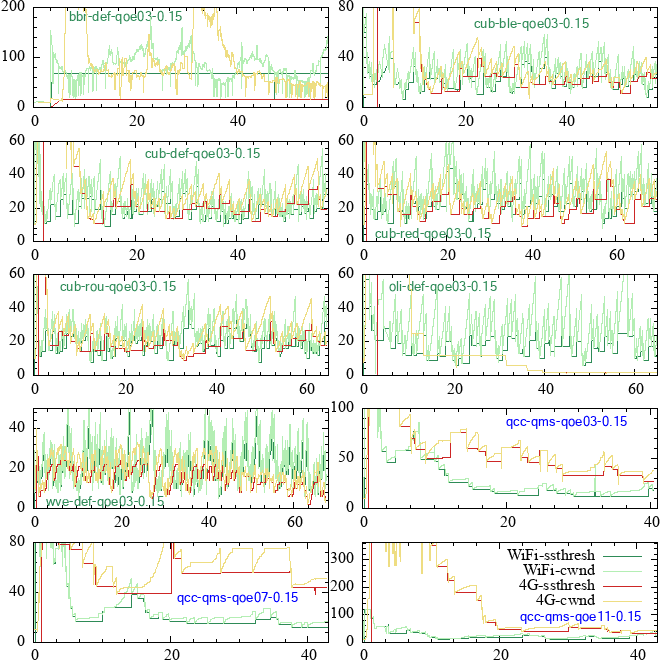 200
100
0
bbr-def-qoe03-0.15
0 20 40
80
40
0
cub-ble-qoe03-0.15
0 20 40
60
40
20
0
cub-def-qoe03-0.15
0 20 40 60
60
40
20
0
cub-red-qoe03-0.15
0 20 40 60
60
40
20
0
cub-rou-qoe03-0.15
0 20 40 60
60
40
20
0
oli-def-qoe03-0.15
0 20 40 60
40
20
0
wve-def-qoe03-0.15
0 20 40 60
100
50
0
qcc-qms-qoe03-0.15
0 20 40
80
40
0
qcc-qms-qoe07-0.15
0 20 40
300
200
100
0
WiFi-ssthresh
WiFi-cwnd
4G-ssthresh
4G-cwnd
qcc-qms-qoe11-0.15
0 20 40